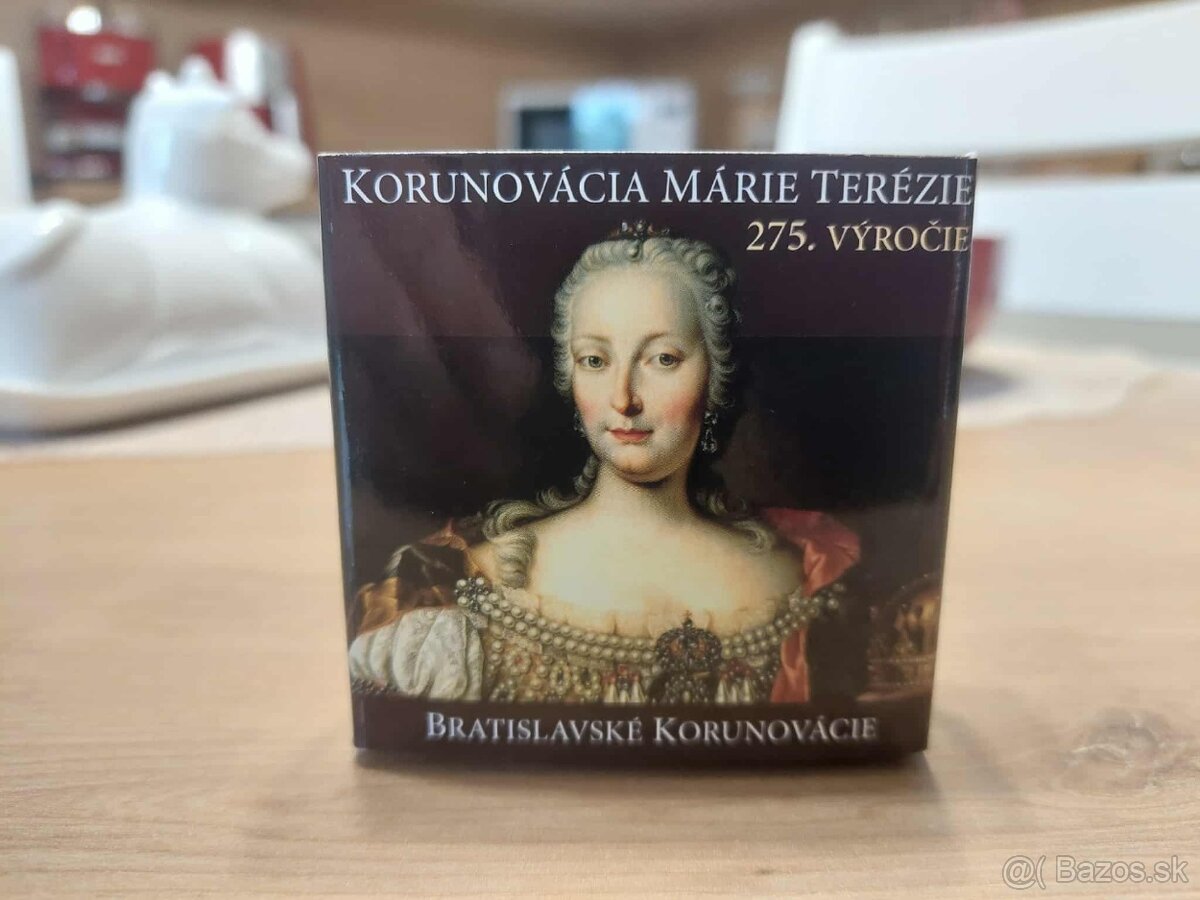 KORUNOVÁCIA MÁRIE TERÉZIE
275. VÝROČIE
BRATISLAVSKÉ KORUNOVÁCIE
@( Bazos.sk